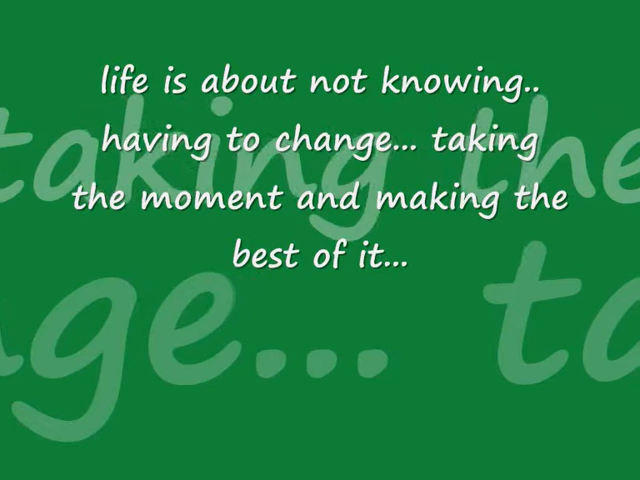 life is about not knowing..
having to change... taking
the moment and making the
best of it...
taking the
ge... ta